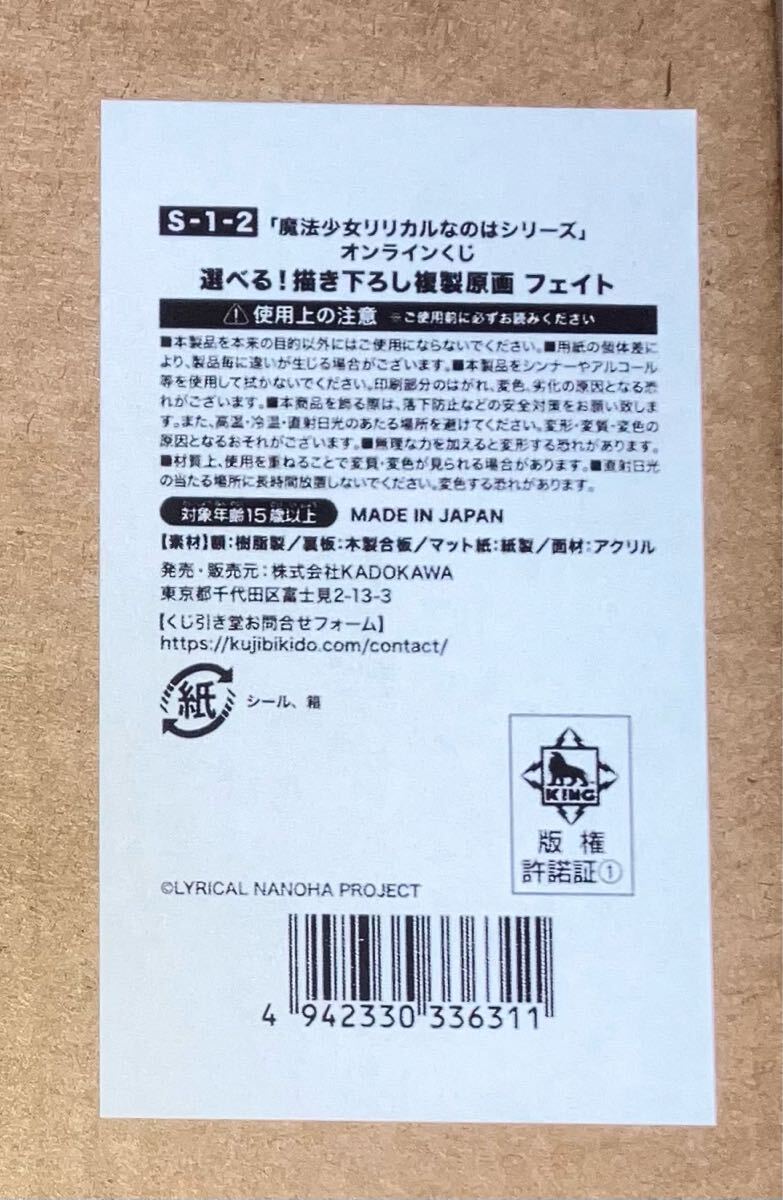 S-1-2 「魔法少女リリカルなのはシリーズ」
オンラインくじ
選べる！描き下ろし複製原画 フェイト
使用上の注意 ※ご使用前に必ずお読みください
■本製品を本来の目的以外にはご使用にならないでください。■用紙の個体差に
より、製品毎に違いが生じる場合がございます。■本製品をシンナーやアルコール
等を使用して拭かないでください。印刷部分のはがれ、変色、劣化の原因となる恐
れがございます。■本商品を飾る際は、落下防止などの安全対策をお願い致しま
す。また、高温・冷温・直射日光のあたる場所を避けてください。変形・変質・変色の
原因となるおそれがございます。■無理な力を加えると変形する恐れがあります。
■材質上、使用を重ねることで変質・変色が見られる場合があります。■直射日光
の当たる場所に長時間放置しないでください。変色する恐れがあります。
対象年齢15歳以上 MADE IN JAPAN
【素材】額：樹脂製／裏板：木製合板／マット紙：紙製／面材：アクリル
発売・販売元：株式会社KADOKAWA
東京都千代田区富士見2-13-3
【くじ引き堂お問合せフォーム】
https://kujibikido.com/contact/
紙 シール、箱
KING
版権
許諾証①
©LYRICAL NANOHA PROJECT
4 942330 336311